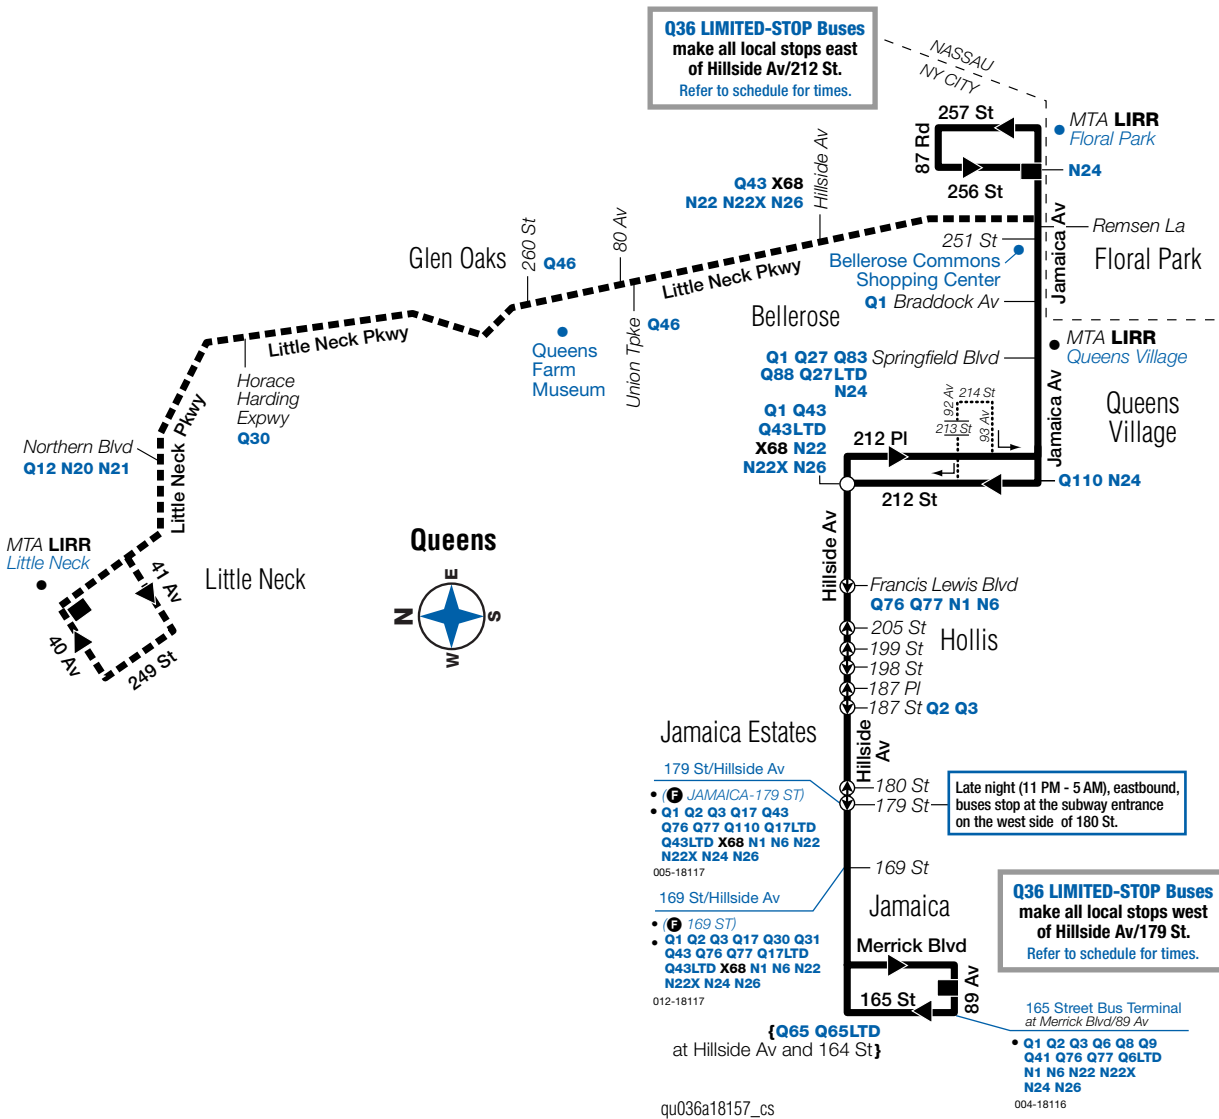 Q36 LIMITED-STOP Buses
make all local stops east
of Hillside Av/212 St.
Refer to schedule for times.
NASSAU
NY CITY
257 St
MTA LIRR
Floral Park
87 Rd
N24
256 St
Hillside Av
Q43 X68
N22 N22X N26
Remsen La
251 St
Jamaica Av
Floral Park
Bellerose Commons
Shopping Center
Q1 Braddock Av
Glen Oaks
260 St
Q46
80 Av
Little Neck Pkwy
Bellerose
Q46
Union Tpke
Queens
Farm
Museum
Little Neck Pkwy
Horace
Harding
Expwy
Q30
MTA LIRR
Queens Village
Q1 Q27 Q83 Springfield Blvd
Q88 Q27LTD
N24
Jamaica Av
Queens
Village
92 Av
214 St
213 St
93 Av
Q1 Q43
Q43LTD
X68 N22
N22X N26
212 Pl
Q110 N24
212 St
Northern Blvd
Q12 N20 N21
Little Neck Pkwy
MTA LIRR
Little Neck
41 Av
Little Neck
40 Av
249 St
Queens
E
N
S
W
Hillside Av
Francis Lewis Blvd
Q76 Q77 N1 N6
205 St
Hollis
199 St
198 St
187 Pl
187 St Q2 Q3
Hillside
Av
Jamaica Estates
179 St/Hillside Av
(F JAMAICA-179 ST)
Q1 Q2 Q3 Q17 Q43
Q76 Q77 Q110 Q17LTD
Q43LTD X68 N1 N6 N22
N22X N24 N26
005-18117
180 St
179 St
Late night (11 PM - 5 AM), eastbound,
buses stop at the subway entrance
on the west side of 180 St.
169 St
169 St/Hillside Av
(F 169 ST)
Q1 Q2 Q3 Q17 Q30 Q31
Q43 Q76 Q77 Q17LTD
Q43LTD X68 N1 N6 N22
N22X N24 N26
012-18117
Jamaica
Q36 LIMITED-STOP Buses
make all local stops west
of Hillside Av/179 St.
Refer to schedule for times.
Merrick Blvd
89 Av
165 St
165 Street Bus Terminal
at Merrick Blvd/89 Av
Q1 Q2 Q3 Q6 Q8 Q9
Q41 Q76 Q77 Q6LTD
N1 N6 N22 N22X
N24 N26
004-18116
{Q65 Q65LTD
at Hillside Av and 164 St}
qu036a18157_cs